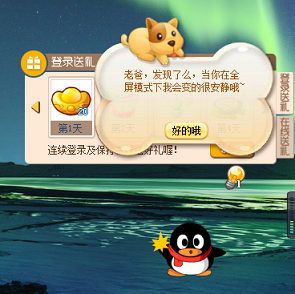 登录送礼
老爸，发现了么，当你在全
屏模式下我会变的很安静哦~
20
第1天
好的哦
连续登录及保持
好礼喔！
登录送礼
在线送礼
1